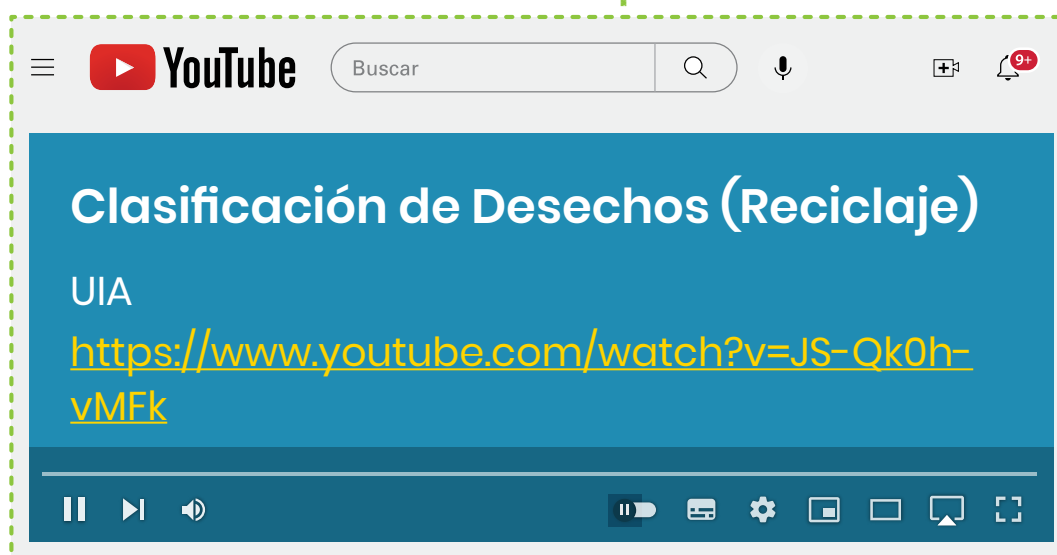 YouTube
Buscar
9+
Clasificación de Desechos (Reciclaje)
UIA
https://www.youtube.com/watch?v=JS-Qk0h-
vMFk